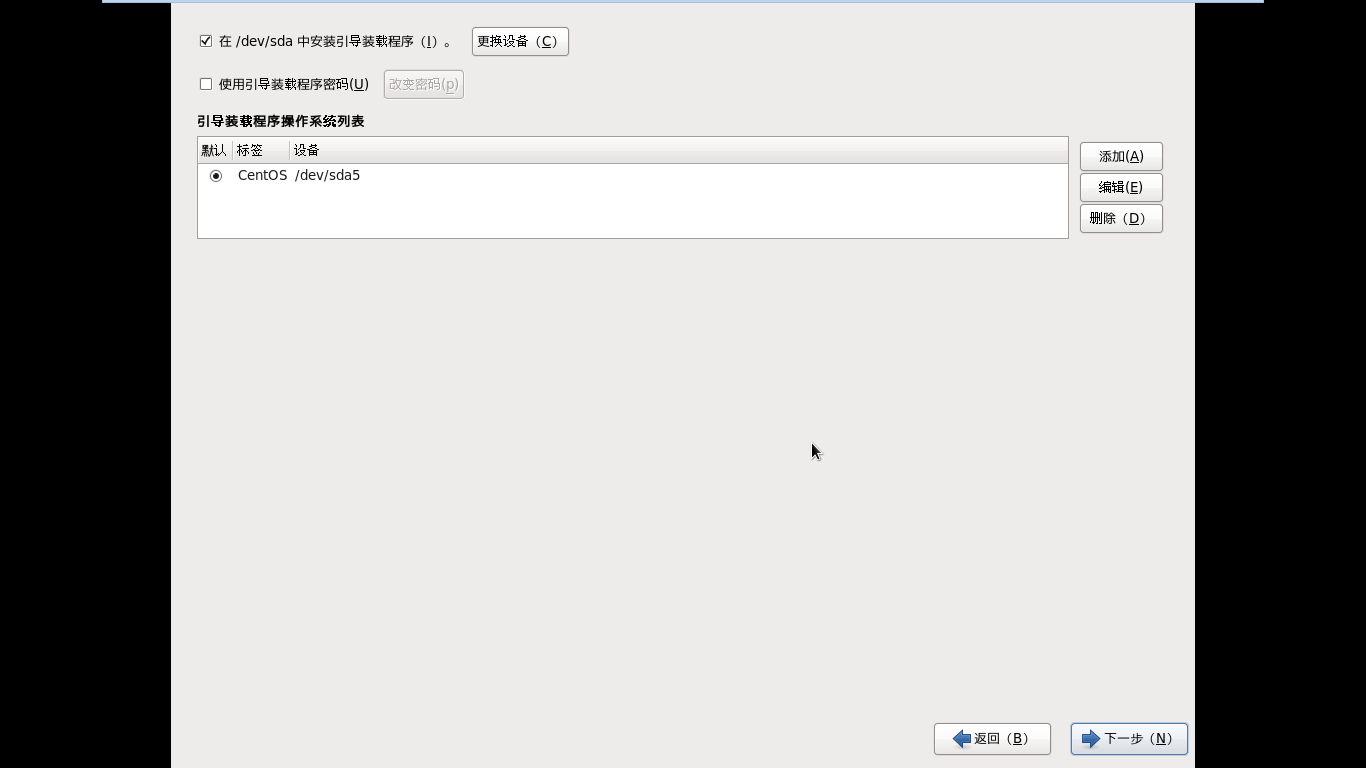 在 /dev/sda 中安装引导装载程序（I）。 更换设备（C）
使用引导装载程序密码(U) 改变密码(p)
引导装载程序操作系统列表
默认 标签 设备
CentOS /dev/sda5
添加(A)
编辑(E)
删除（D）
返回（B） 下一步（N）